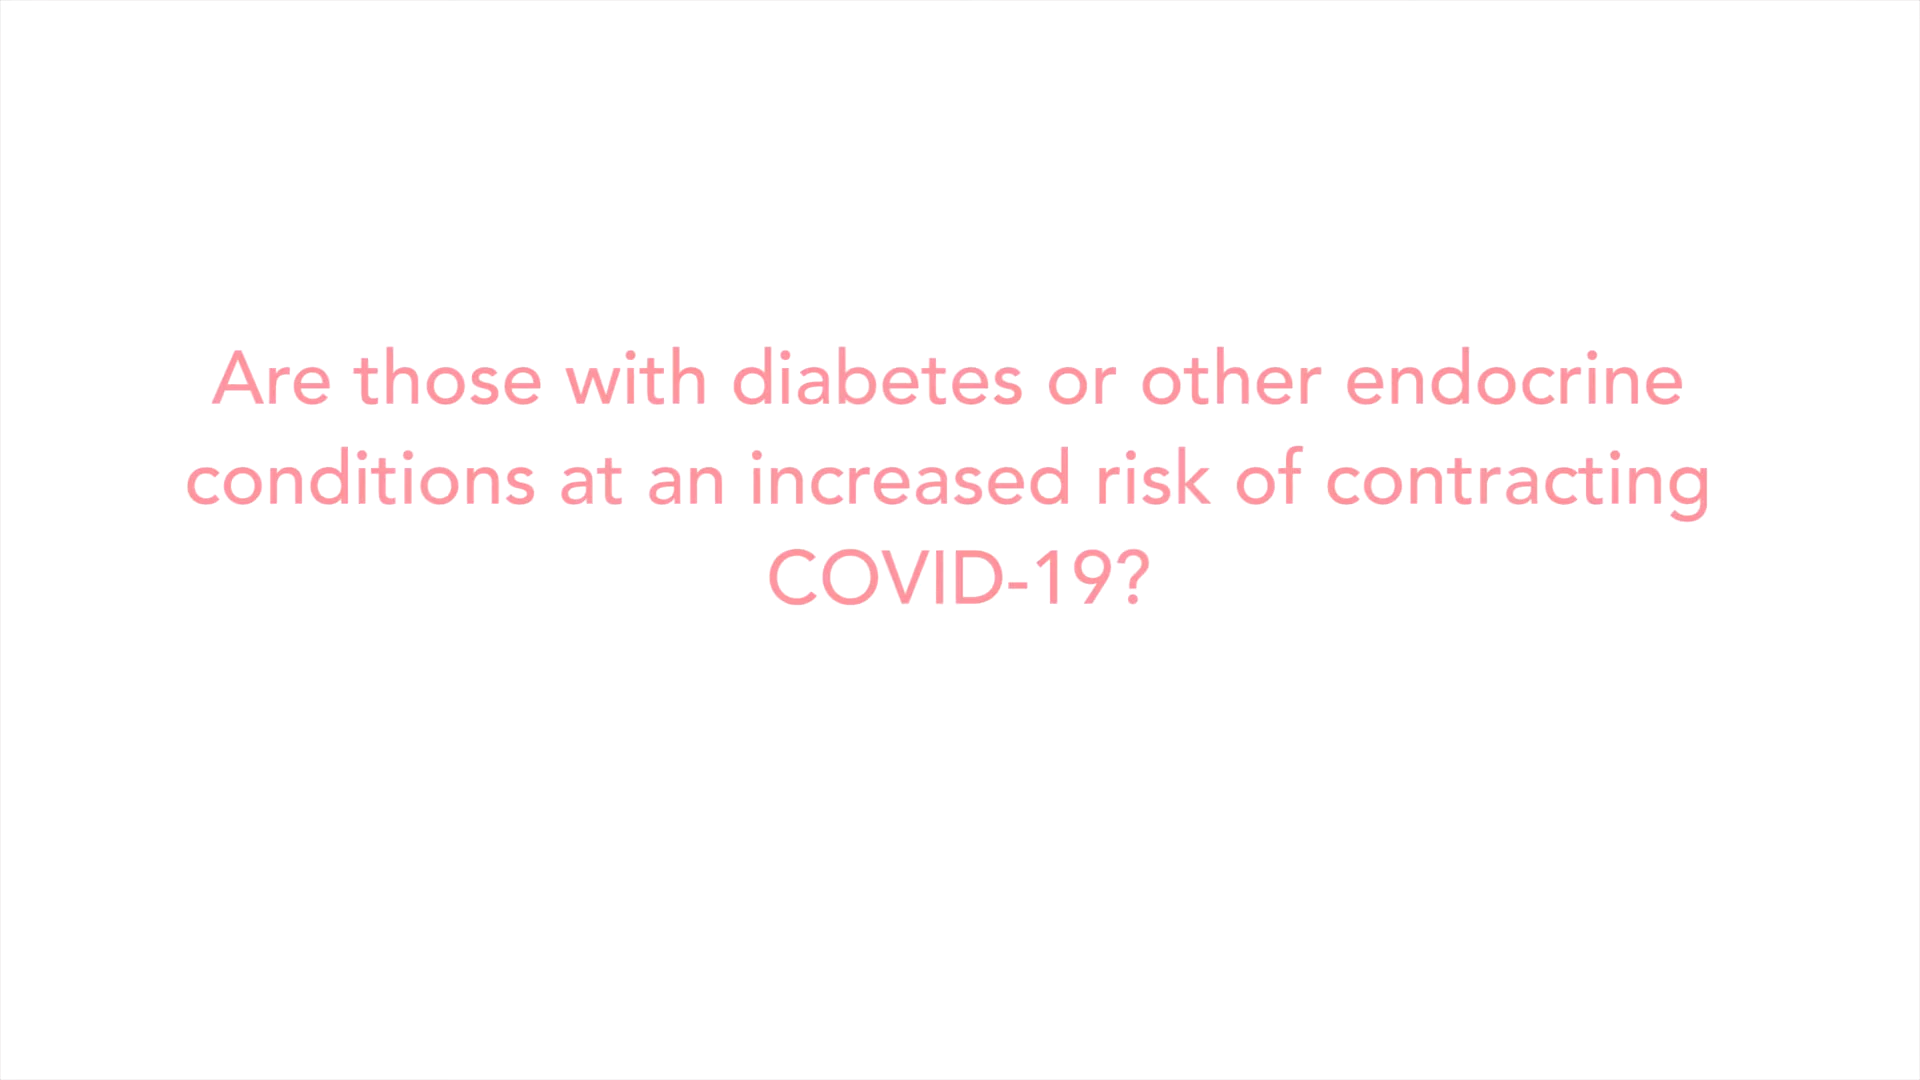 Are those with diabetes or other endocrine
conditions at an increased risk of contracting
COVID-19?